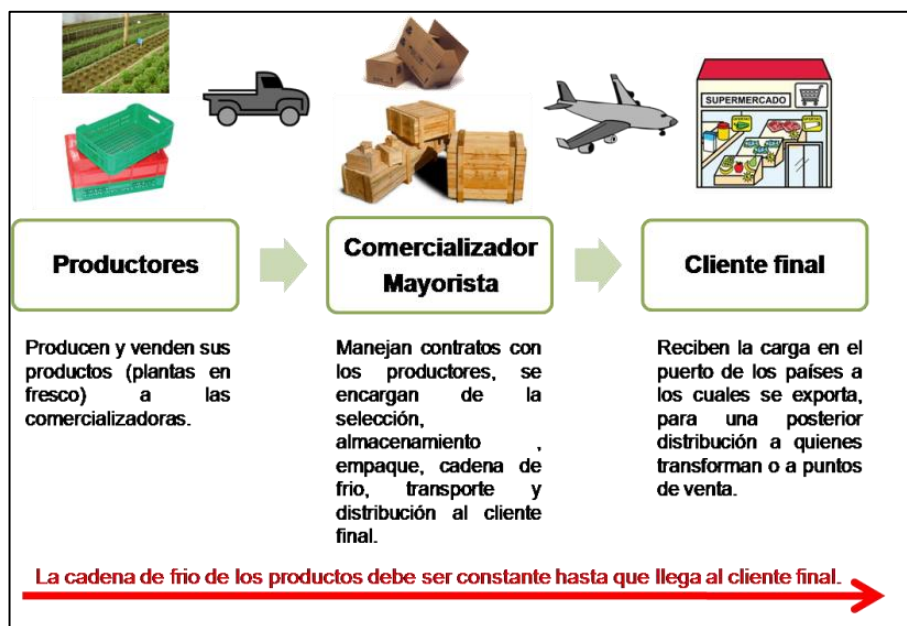 SUPERMERCADO
Productores
Comercializador
Mayorista
Cliente final
Producen y venden sus
productos (plantas en
fresco) a las
comercializadoras.
Manejan contratos con
los productores, se
encargan de la
selección,
almacenamiento ,
empaque, cadena de
frio, transporte y
distribución al cliente
final.
Reciben la carga en el
puerto de los países a
los cuales se exporta,
para una posterior
distribución a quienes
transforman o a puntos
de venta.
La cadena de frio de los productos debe ser constante hasta que llega al cliente final.